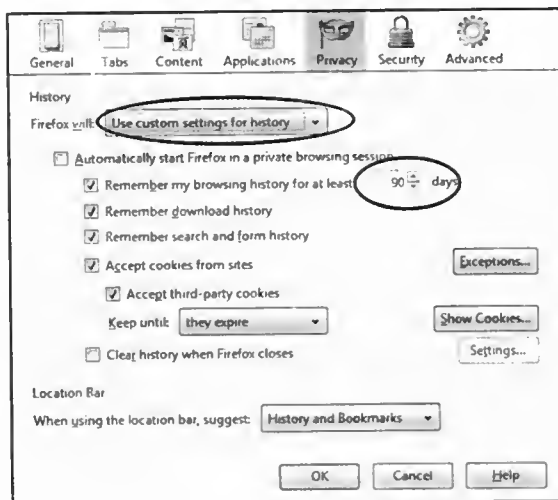 General Tabs Content Applications Privacy Security Advanced
History
Firefox will: Use custom settings for history
Automatically start Firefox in a private browsing session
Remember my browsing history for at least 90 days
Remember download history
Remember search and form history
Accept cookies from sites Exceptions...
Accept third-party cookies
Keep until: they expire Show Cookies...
Clear history when Firefox closes Settings...
Location Bar
When using the location bar, suggest: History and Bookmarks
OK Cancel Help